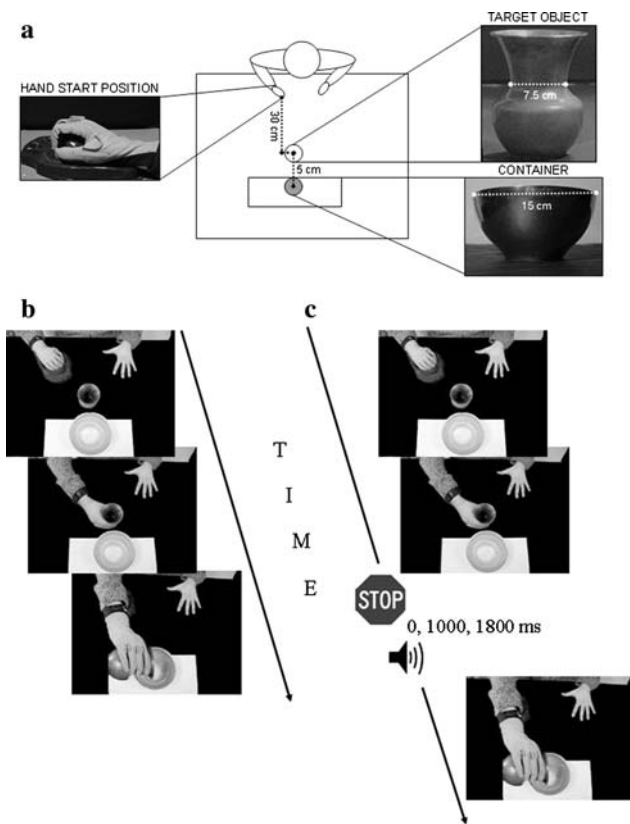 a
TARGET OBJECT
HAND START POSITION
7.5 cm
30 cm
5 cm
CONTAINER
15 cm
b
c
T
I
M
E
STOP
0, 1000, 1800 ms